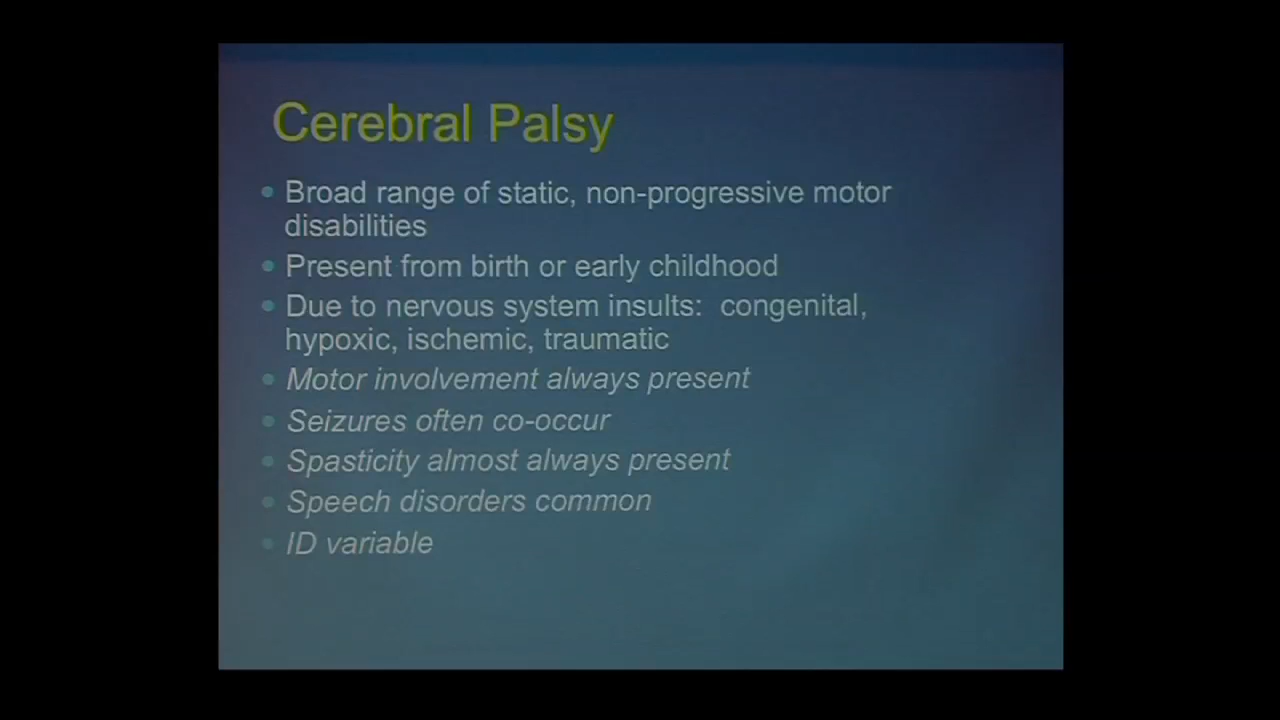 Cerebral Palsy
• Broad range of static, non-progressive motor
disabilities
• Present from birth or early childhood
• Due to nervous system insults: congenital,
hypoxic, ischemic, traumatic
• Motor involvement always present
• Seizures often co-occur
• Spasticity almost always present
• Speech disorders common
• ID variable